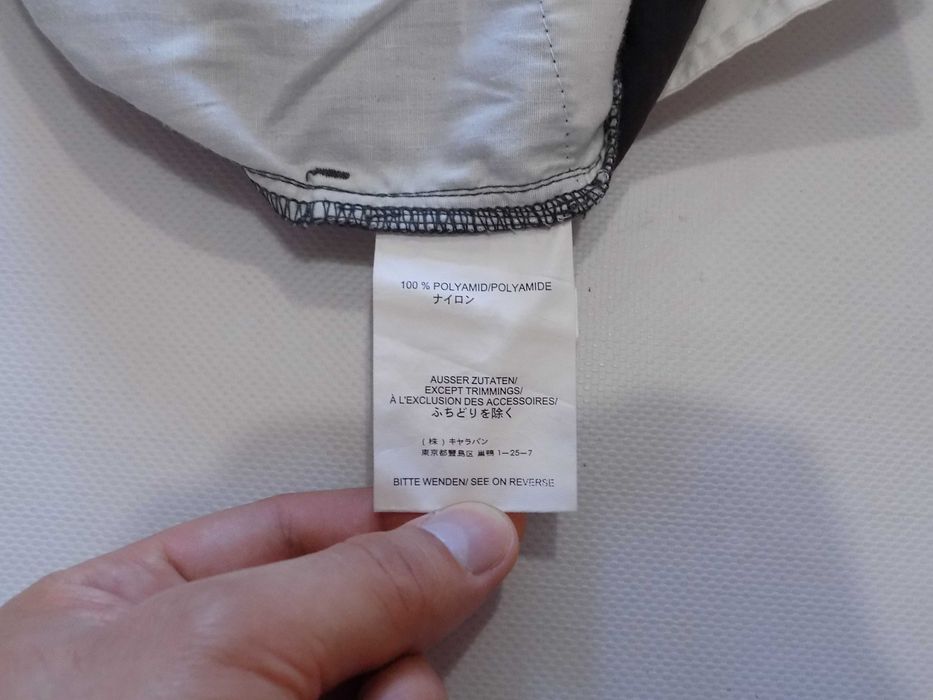 100 % POLYAMID/POLYAMIDE
ナイロン
AUSSER ZUTATEN/
EXCEPT TRIMMINGS/
À L'EXCLUSION DES ACCESSOIRES/
ふちどりを除く
(株) キャラバン
東京都豐島区 巣鴨 1-25-7
BITTE WENDEN/ SEE ON REVERSE